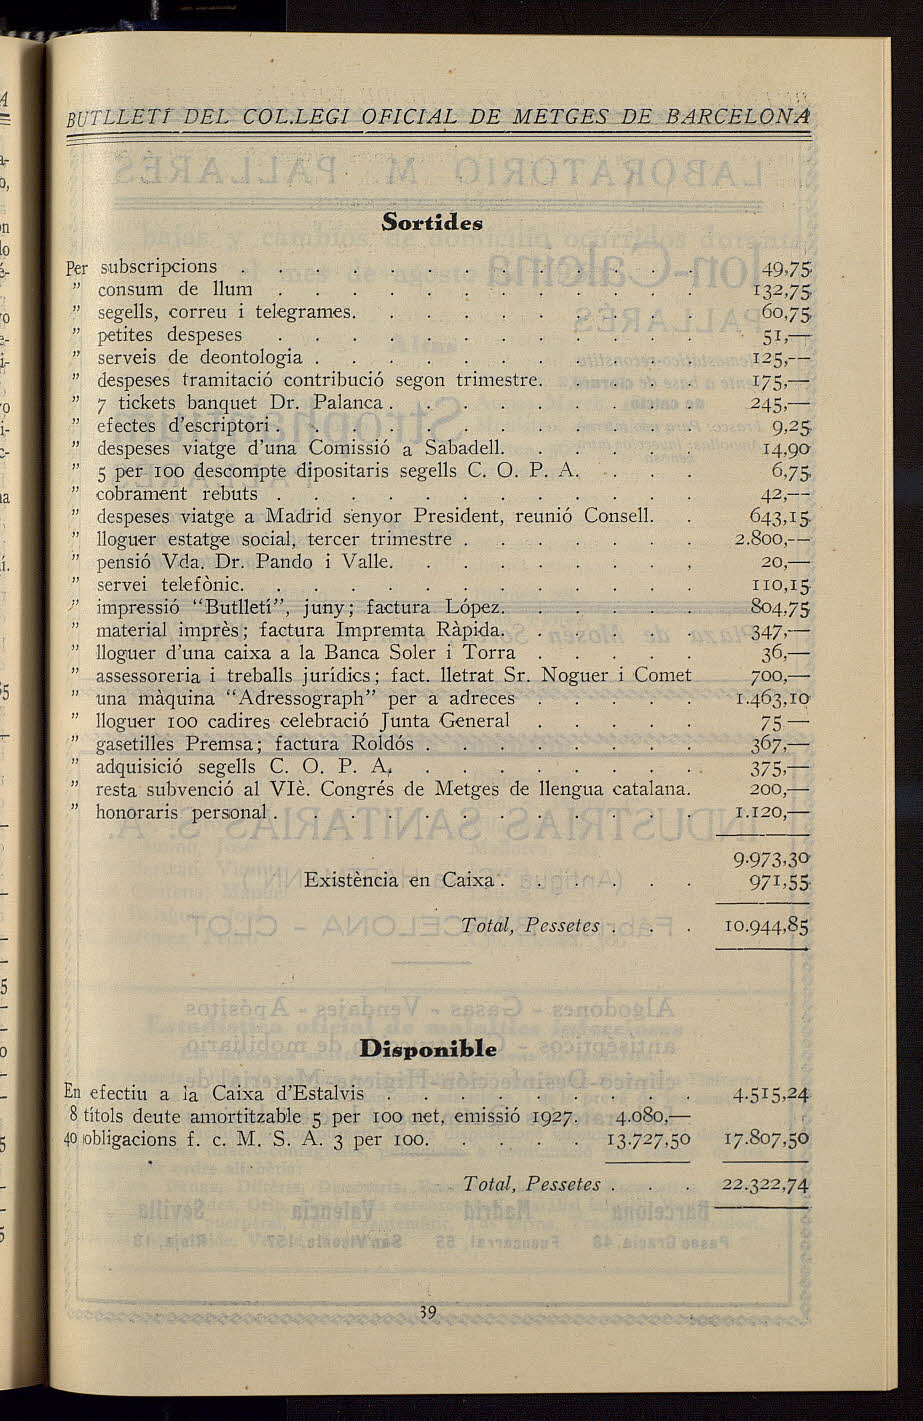 BUTLLETÍ DEL COL.LEGI OFICIAL DE METGES DE BARCELONA
Sortides
Per subscripcions . . . . . . . . . . . . . 49,75
" consum de llum . . . . . . . . . . . . 132,75
" segells, correu i telegrames. . . . . . . . . . 60,75
" petites despeses . . . . . . . . . . . . 51,—
" serveis de deontologia . . . . . . . . . . . 125,—
" despeses tramitació contribució segon trimestre. . . . . 175,—
" 7 tickets banquet Dr. Palanca . . . . . . . . . 245,—
" efectes d'escriptori . . . . . . . . . . . . 9,25
" despeses viatge d'una Comissió a Sabadell. . . . . . 14,90
" 5 per 100 descompte dipositaris segells C. O. P. A. . . . . 6,75
" cobrament rebuts . . . . . . . . . . . . 42,—
" despeses viatge a Madrid senyor President, reunió Consell. . 643,15
" lloguer estatge social, tercer trimestre . . . . . . . 2.800,—
" pensió Vda. Dr. Pando i Valle. . . . . . . . . 20,—
" servei telefònic. . . . . . . . . . . . . 110,15
" impressió "Butlletí", juny; factura López. . . . . . 804,75
" material imprès; factura Impremta Ràpida. . . . . . 347,—
" lloguer d'una caixa a la Banca Soler i Torra . . . . . 36,—
" assessoreria i treballs jurídics; fact. lletrat Sr. Noguer i Comet 700,—
" una màquina "Adressograph" per a adreces . . . . . 1.463,10
" lloguer 100 cadires celebració Junta General . . . . . 75 —
" gasetilles Premsa; factura Roldós . . . . . . . . 367,—
" adquisició segells C. O. P. A. . . . . . . . . 375,—
" resta subvenció al VIè. Congrés de Metges de llengua catalana. 200,—
" honoraris personal . . . . . . . . . . . . 1.120,—
9.973,30
Existència en Caixa . . . . . . 971,55
Total, Pessetes . . . 10.944,85
Disponible
En efectiu a la Caixa d'Estalvis . . . . . . . . . 4.515,24
8 títols deute amortitzable 5 per 100 net, emissió 1927. 4.080,—
40 obligacions f. c. M. S. A. 3 per 100. . . . . 13.727,50 17.807,50
Total, Pessetes . . . 22.322,74
39